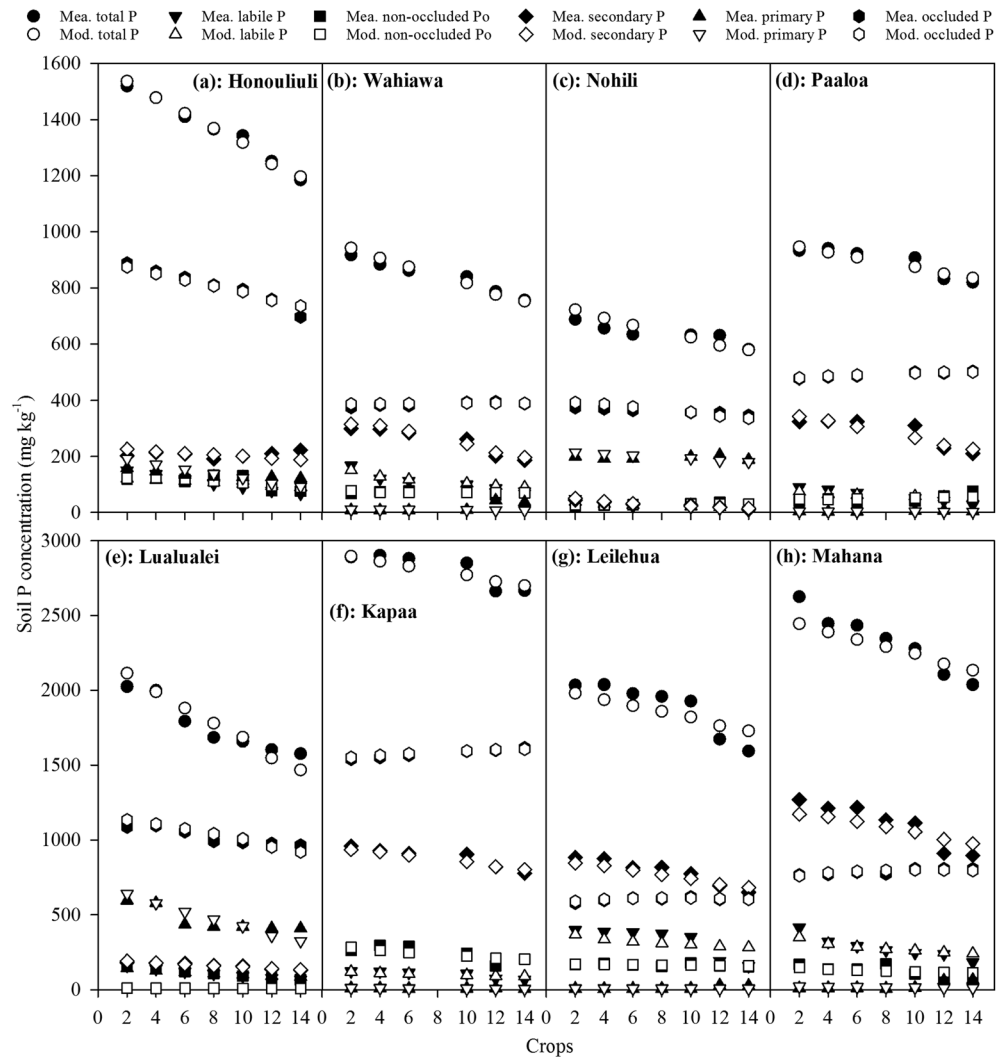 Mea. total P Mea. labile P Mea. non-occluded Po Mea. secondary P Mea. primary P Mea. occluded P
Mod. total P Mod. labile P Mod. non-occluded Po Mod. secondary P Mod. primary P Mod. occluded P
1600
(a): Honouliuli (b): Wahiawa (c): Nohili (d): Paaloa
1400
1200
1000
800
600
400
200
0
Soil P concentration (mg kg-1)
3000
(e): Lualualei (g): Leilehua (h): Mahana
(f): Kapaa
2500
2000
1500
1000
500
0
0 2 4 6 8 10 12 14 0 2 4 6 8 10 12 14 0 2 4 6 8 10 12 14 0 2 4 6 8 10 12 14
Crops